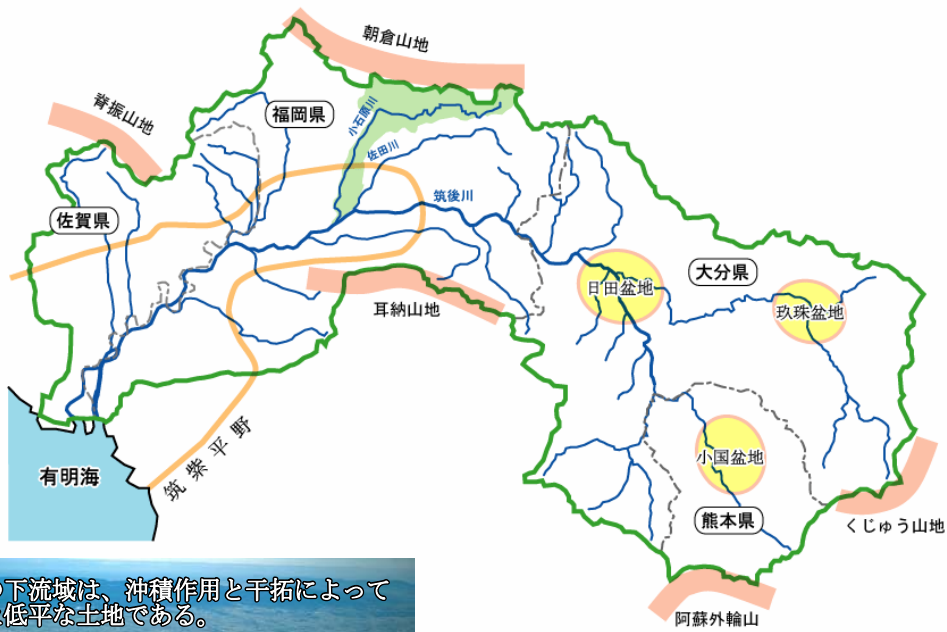 朝倉山地
脊振山地
福岡県
小石原川
佐田川
筑後川
佐賀県
大分県
日田盆地
玖珠盆地
耳納山地
筑紫平野
有明海
小国盆地
熊本県
くじゅう山地
阿蘇外輪山
下流域は、沖積作用と干拓によって
低平な土地である。